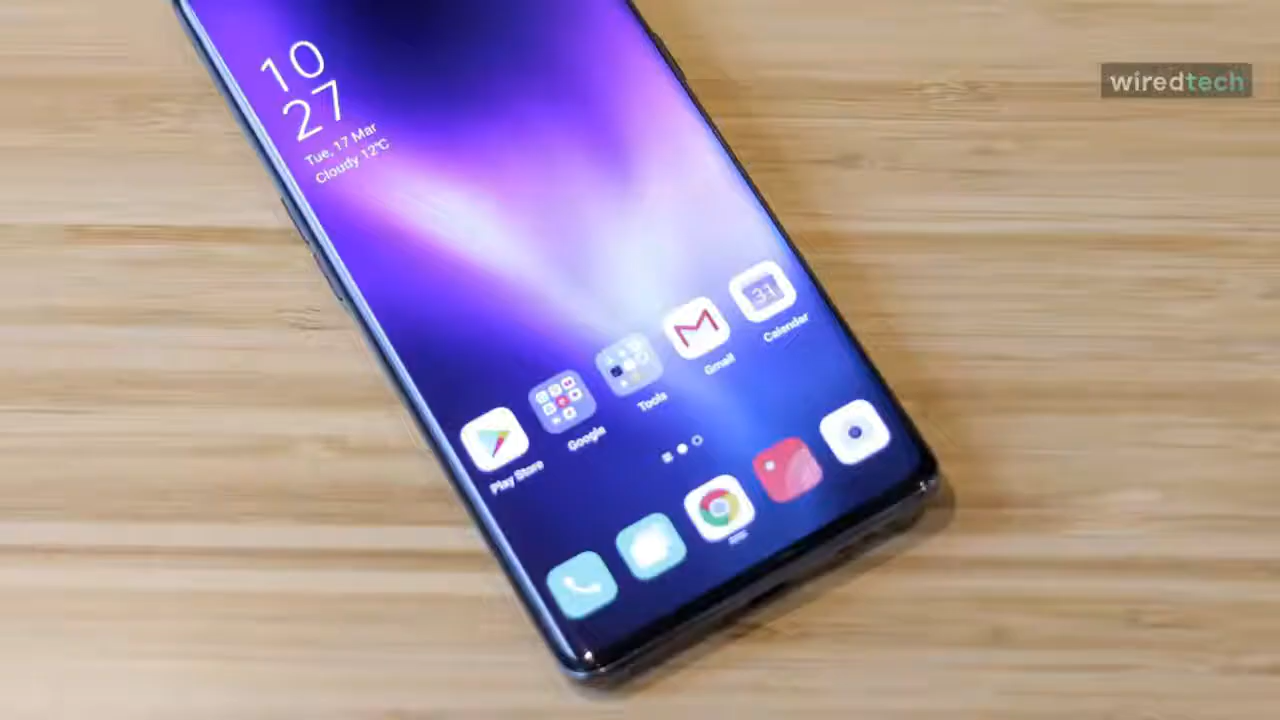 wiredtech
10
27
Tue, 17 Mar
Cloudy 12°C
31
Calendar
Gmail
Tools
Google
Play Store